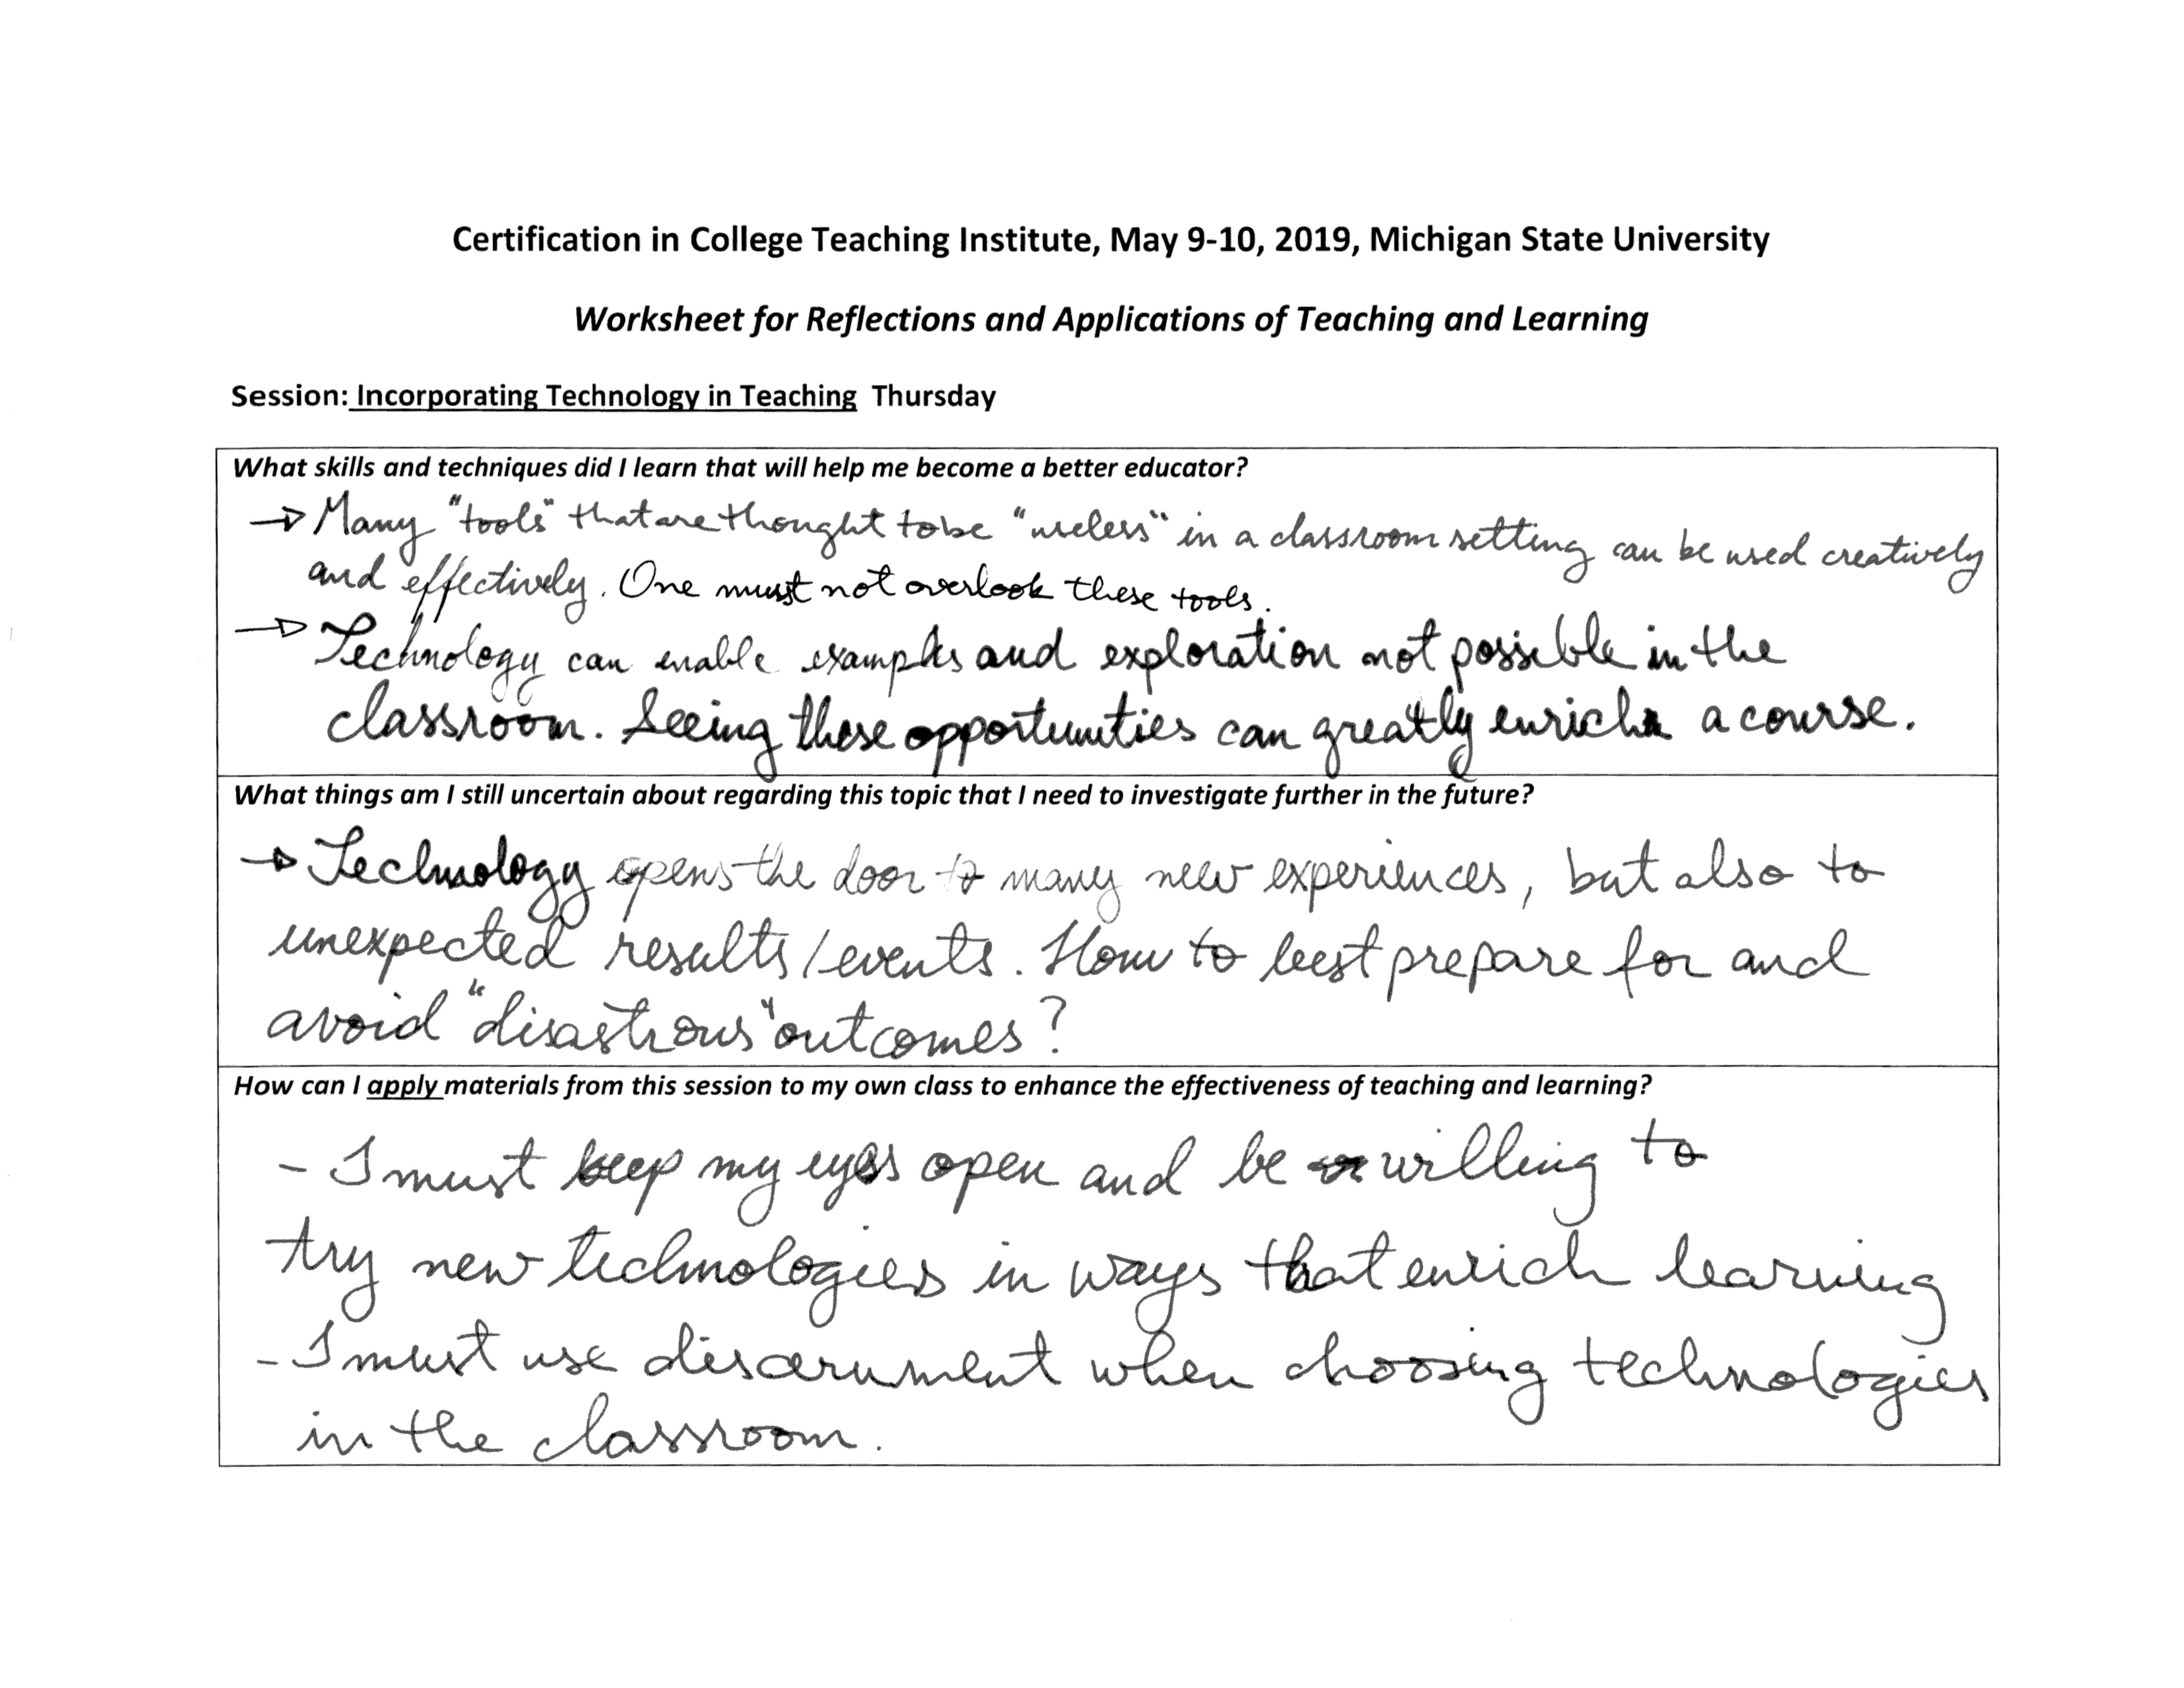 Certification in College Teaching Institute, May 9-10, 2019, Michigan State University
Worksheet for Reflections and Applications of Teaching and Learning
Session: Incorporating Technology in Teaching Thursday
What skills and techniques did I learn that will help me become a better educator?
→ Many "tools" that are thought to be "useless" in a classroom setting can be used creatively
and effectively. One must not overlook these tools.
→ Technology can enable examples and exploration not possible in the
classroom. Seeing these opportunities can greatly enrich a course.
What things am I still uncertain about regarding this topic that I need to investigate further in the future?
→ Technology opens the door to many new experiences, but also to
unexpected results/events. How to best prepare for and
avoid "disastrous" outcomes?
How can I apply materials from this session to my own class to enhance the effectiveness of teaching and learning?
- I must keep my eyes open and be willing to
try new technologies in ways that enrich learning
- I must use discernment when choosing technologies
in the classroom.